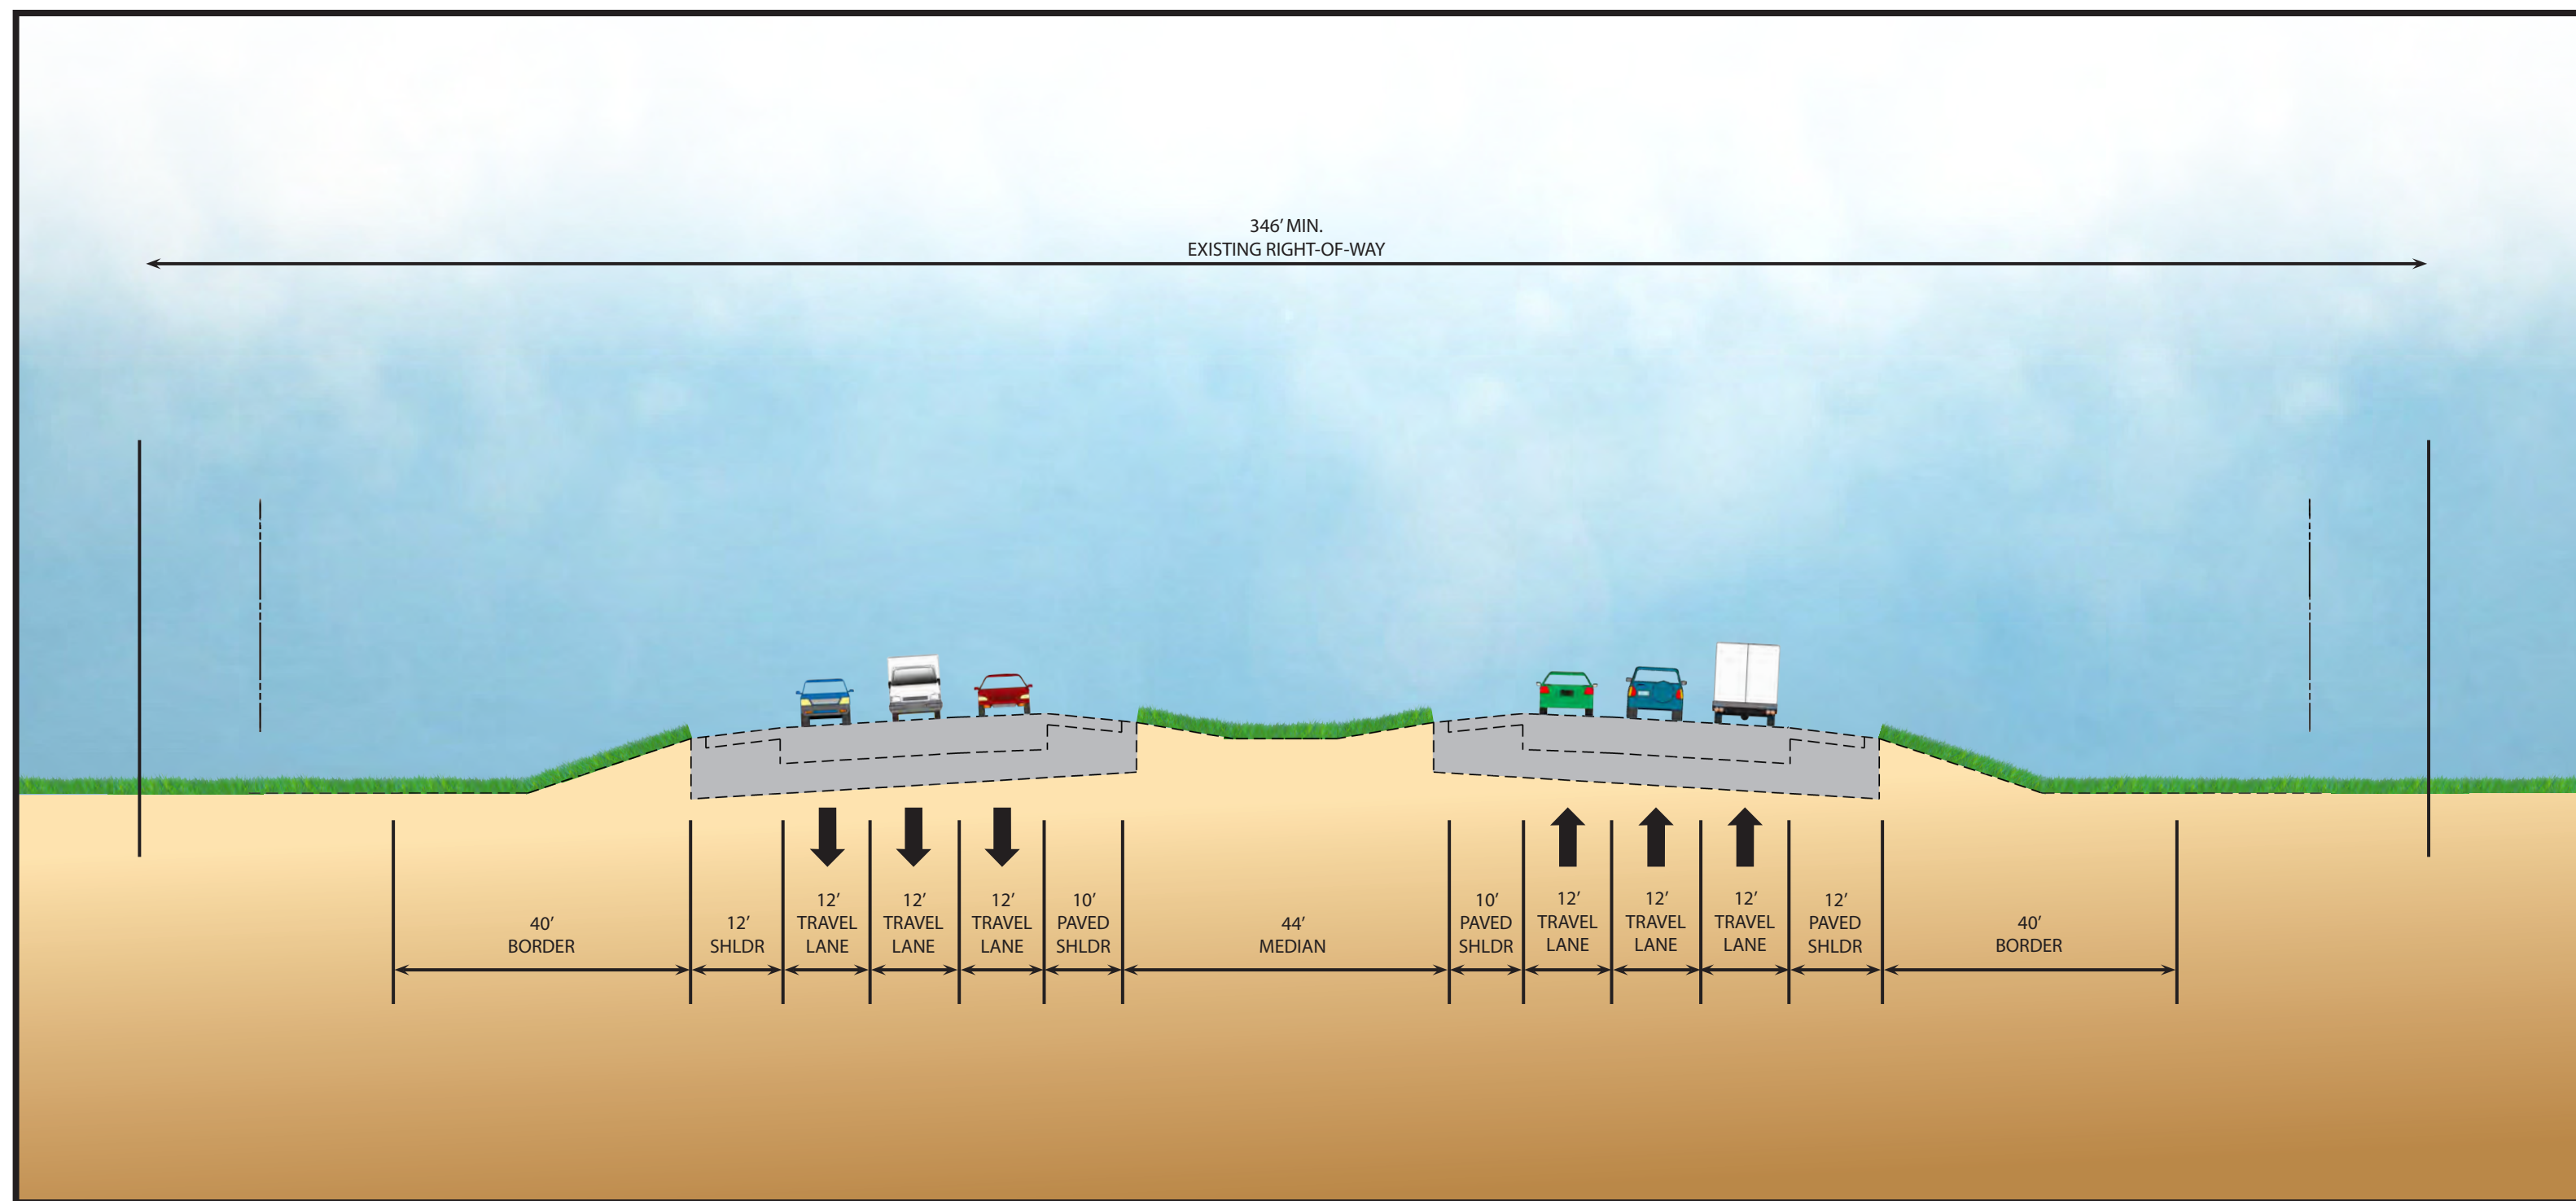 346' MIN.
EXISTING RIGHT-OF-WAY
40'
BORDER
12'
SHLDR
12'
TRAVEL
LANE
12'
TRAVEL
LANE
12'
TRAVEL
LANE
10'
PAVED
SHLDR
44'
MEDIAN
10'
PAVED
SHLDR
12'
TRAVEL
LANE
12'
TRAVEL
LANE
12'
TRAVEL
LANE
12'
PAVED
SHLDR
40'
BORDER